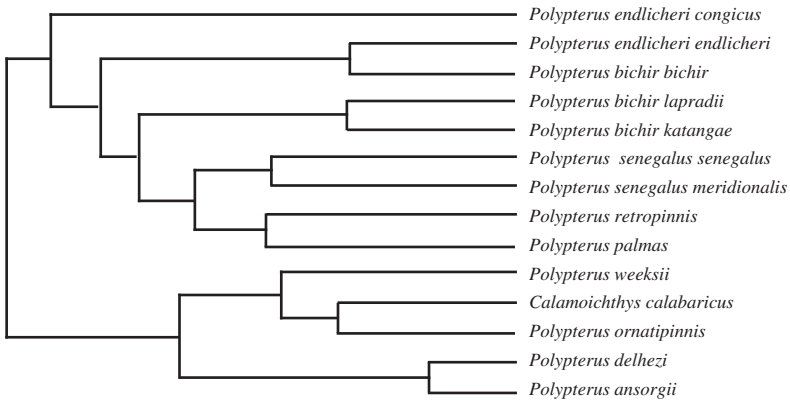 Polypterus endlicheri congicus
Polypterus endlicheri endlicheri
Polypterus bichir bichir
Polypterus bichir lapradii
Polypterus bichir katangae
Polypterus senegalus senegalus
Polypterus senegalus meridionalis
Polypterus retropinnis
Polypterus palmas
Polypterus weeksii
Calamoichthys calabaricus
Polypterus ornatipinnis
Polypterus delhezi
Polypterus ansorgii